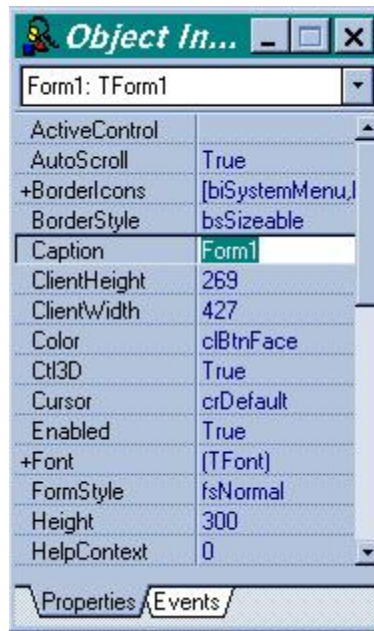 Object In...
Form1: TForm1
ActiveControl
AutoScroll True
+BorderIcons [biSystemMenu,
BorderStyle bsSizeable
Caption Form1
ClientHeight 269
ClientWidth 427
Color clBtnFace
Ctl3D True
Cursor crDefault
Enabled True
+Font (TFont)
FormStyle fsNormal
Height 300
HelpContext 0
Properties Events